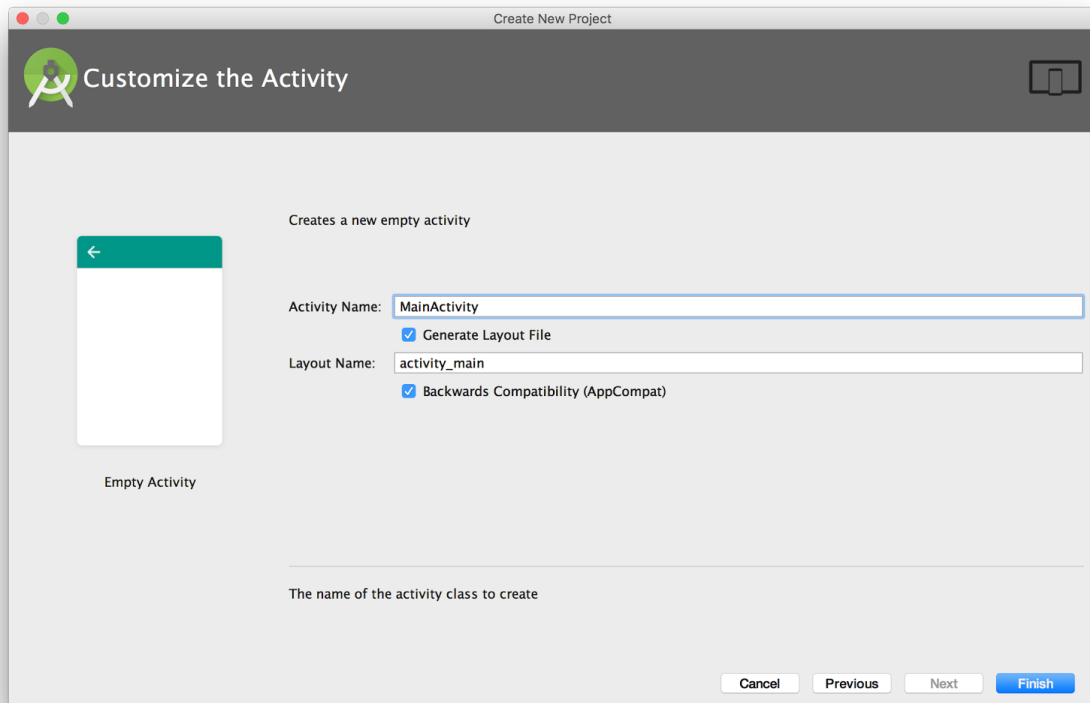 Create New Project
Customize the Activity
Creates a new empty activity
Activity Name: MainActivity
Generate Layout File
Layout Name: activity_main
Backwards Compatibility (AppCompat)
Empty Activity
The name of the activity class to create
Cancel Previous Next Finish